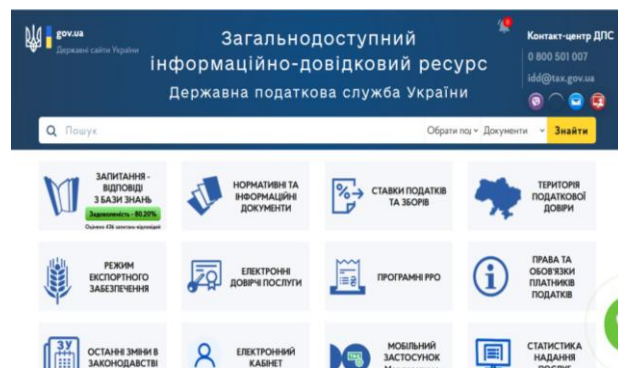 gov.ua
Державні сайти України
Загальнодоступний
інформаційно-довідковий ресурс
Державна податкова служба України
Контакт-центр ДПС
0 800 501 007
idd@tax.gov.ua
Пошук
Обрати
Документи
Знайти
ЗАПИТАННЯ -
ВІДПОВІДІ
З БАЗИ ЗНАНЬ
Задоволеність - 80.20%
НОРМАТИВНІ ТА
ІНФОРМАЦІЙНІ
ДОКУМЕНТИ
СТАВКИ ПОДАТКІВ
ТА ЗБОРІВ
ТЕРИТОРІЯ
ПОДАТКОВОЇ
ДОВІРИ
РЕЖИМ
ЕКСПОРТНОГО
ЗАБЕЗПЕЧЕННЯ
ЕЛЕКТРОННІ
ДОВІРЧІ ПОСЛУГИ
ПРОГРАМНІ РРО
ПРАВА ТА
ОБОВ'ЯЗКИ
ПЛАТНИКІВ
ПОДАТКІВ
ЗУ
ОСТАННІ ЗМІНИ В
ЗАКОНОДАВСТВІ
ЕЛЕКТРОННИЙ
КАБІНЕТ
МОБІЛЬНИЙ
ЗАСТОСУНОК
СТАТИСТИКА
НАДАННЯ